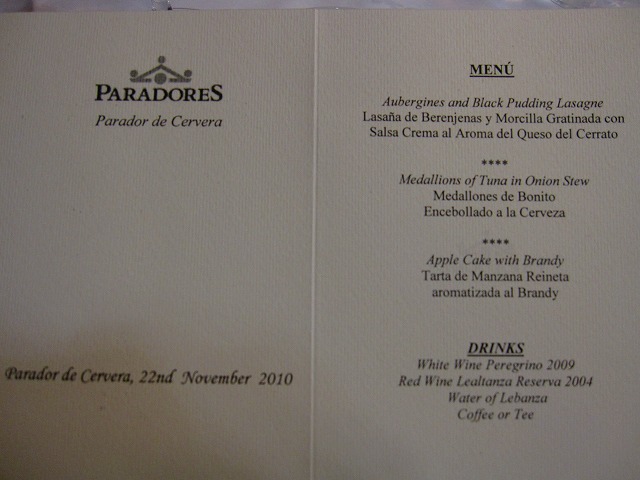 PARADORES
Parador de Cervera
Parador de Cervera, 22nd November 2010
MENÚ
Aubergines and Black Pudding Lasagne
Lasaña de Berenjenas y Morcilla Gratinada con
Salsa Crema al Aroma del Queso del Cerrato
****
Medallions of Tuna in Onion Stew
Medallones de Bonito
Encebollado a la Cerveza
****
Apple Cake with Brandy
Tarta de Manzana Reineta
aromatizada al Brandy
DRINKS
White Wine Peregrino 2009
Red Wine Lealtanza Reserva 2004
Water of Lebanza
Coffee or Tee